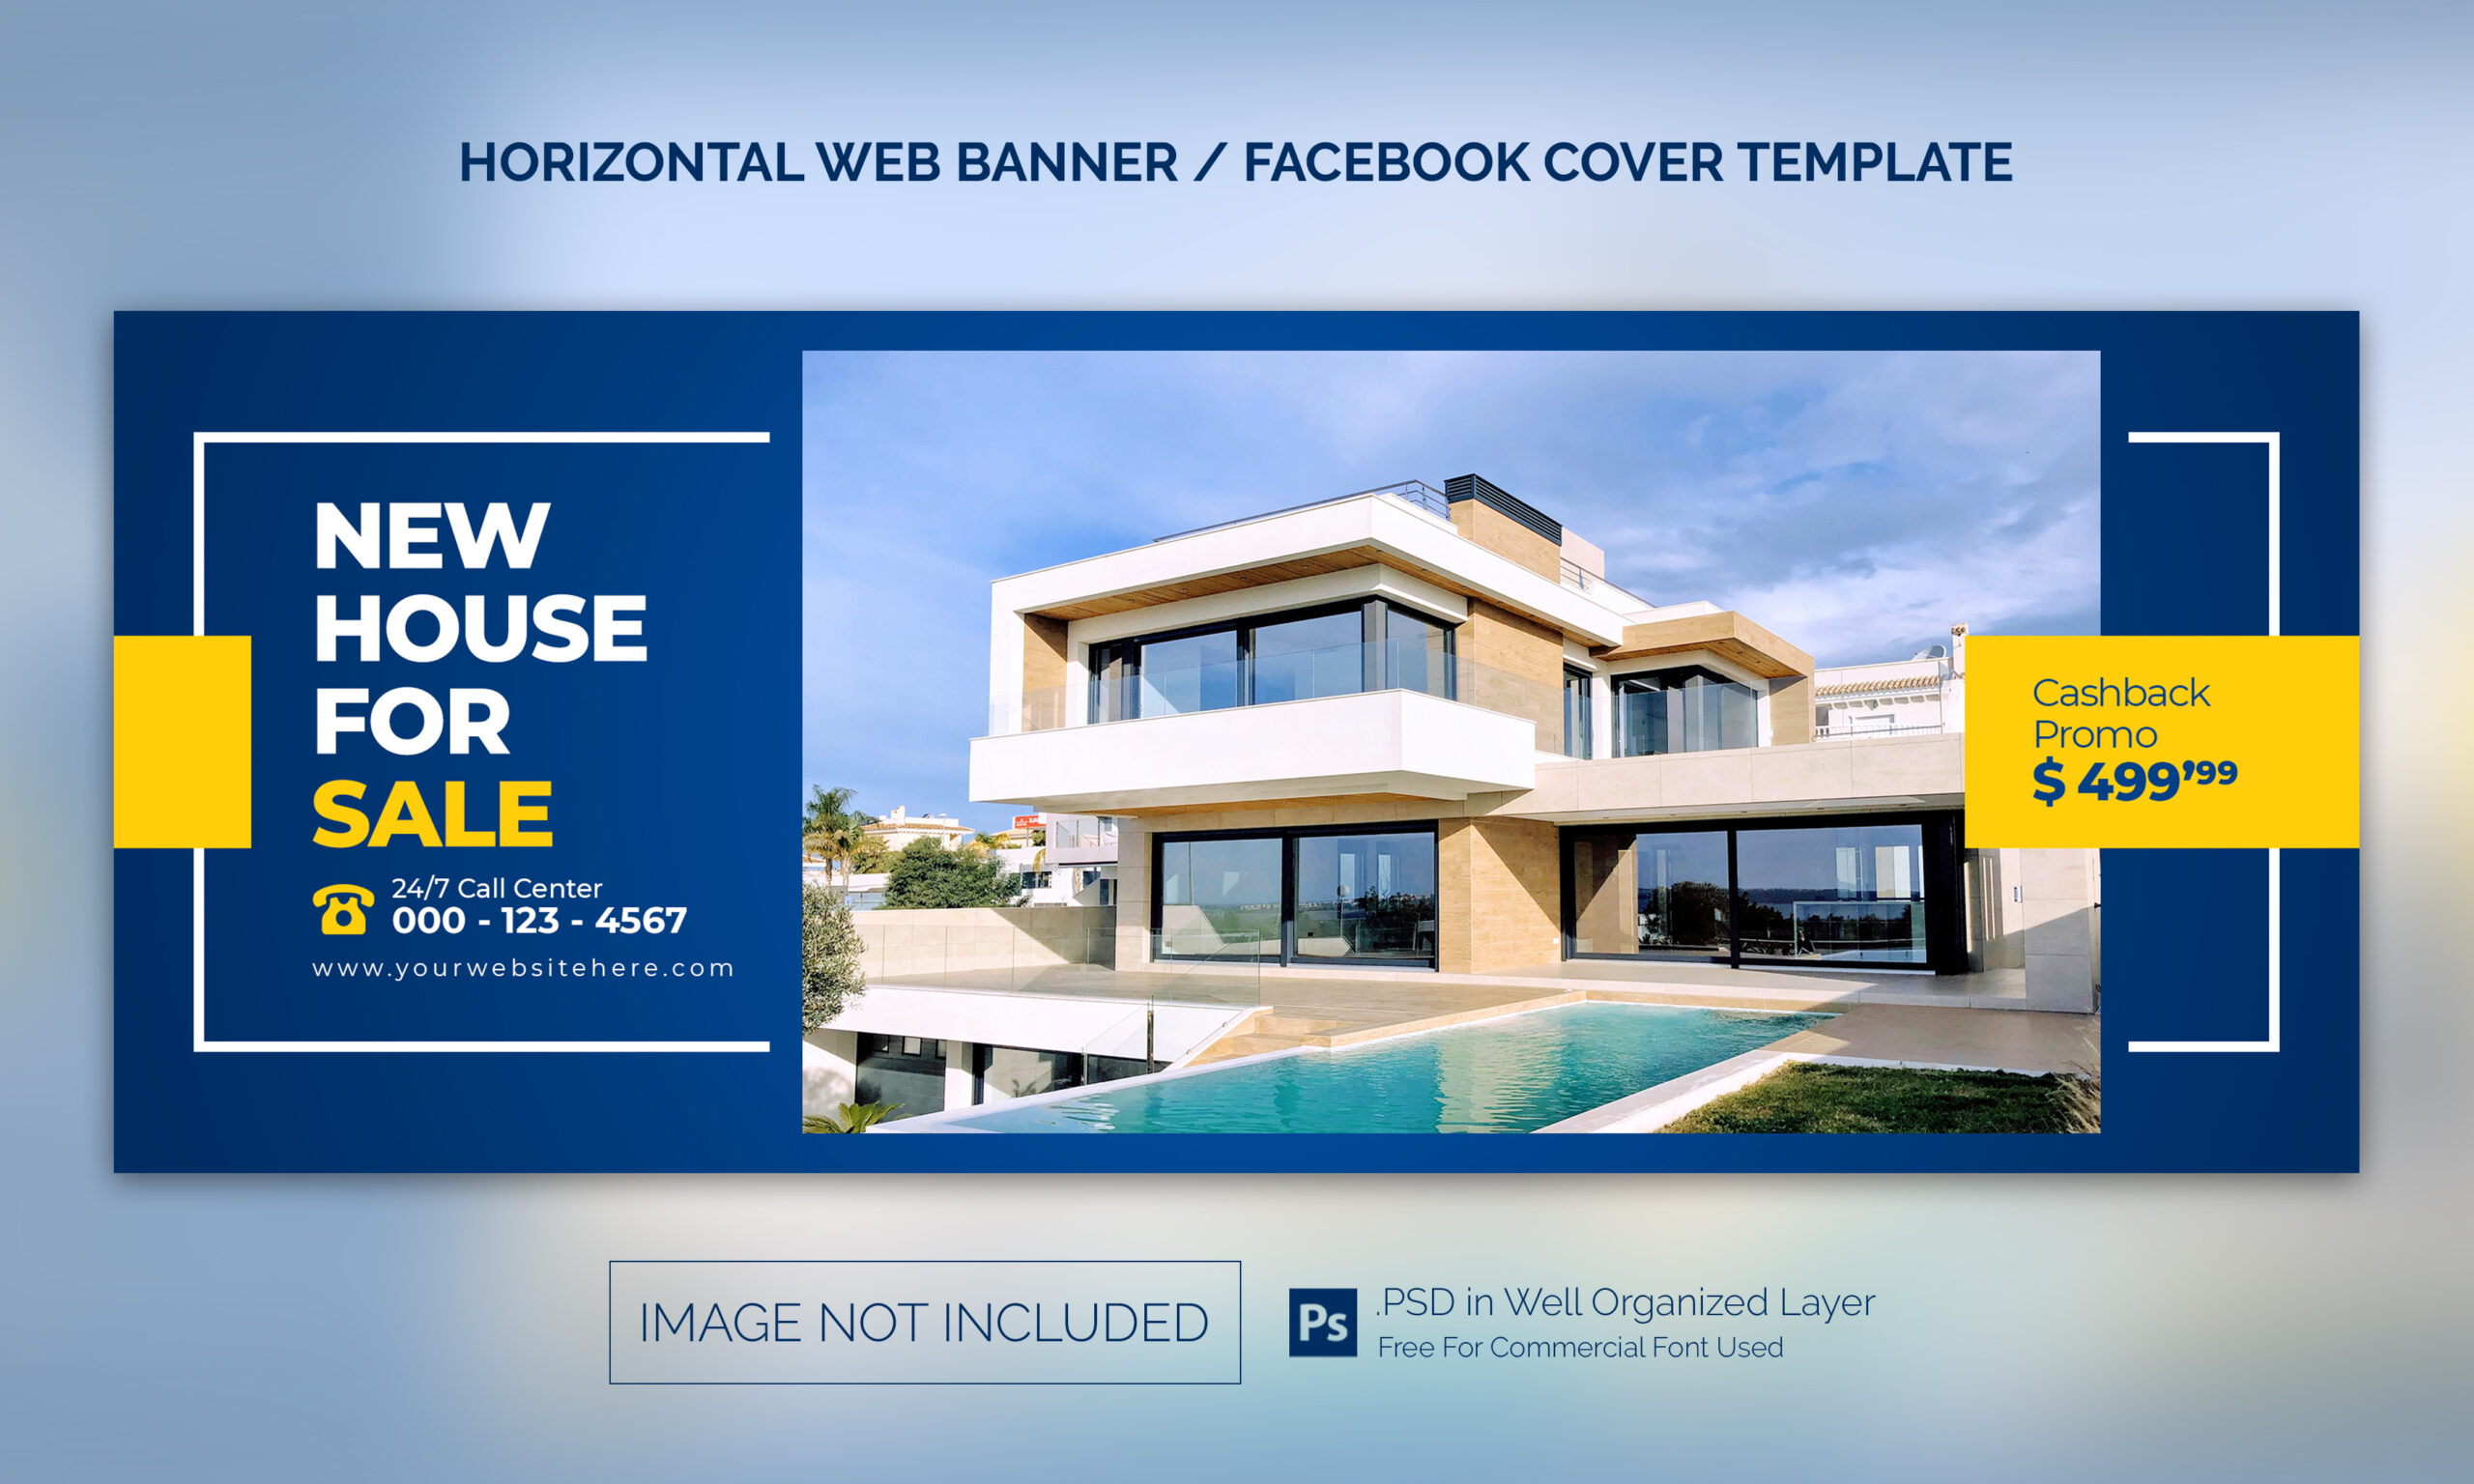 HORIZONTAL WEB BANNER / FACEBOOK COVER TEMPLATE
NEW
HOUSE
FOR
SALE
24/7 Call Center
000 - 123 - 4567
www.yourwebsitehere.com
Cashback
Promo
$ 499’99
IMAGE NOT INCLUDED
Ps
.PSD in Well Organized Layer
Free For Commercial Font Used